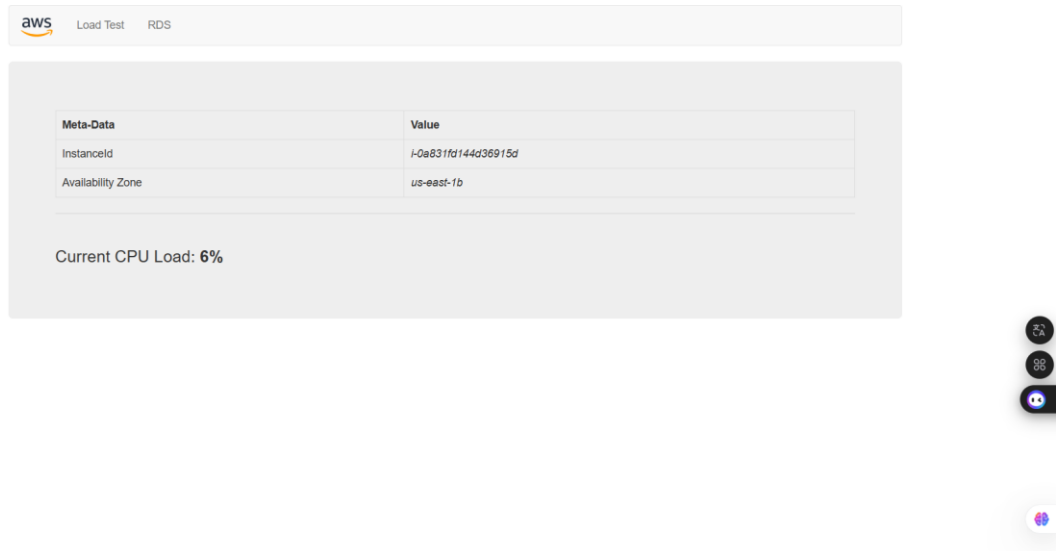 aws Load Test RDS
Meta-Data Value
InstanceId i-0a831fd144d36915d
Availability Zone us-east-1b
Current CPU Load: 6%